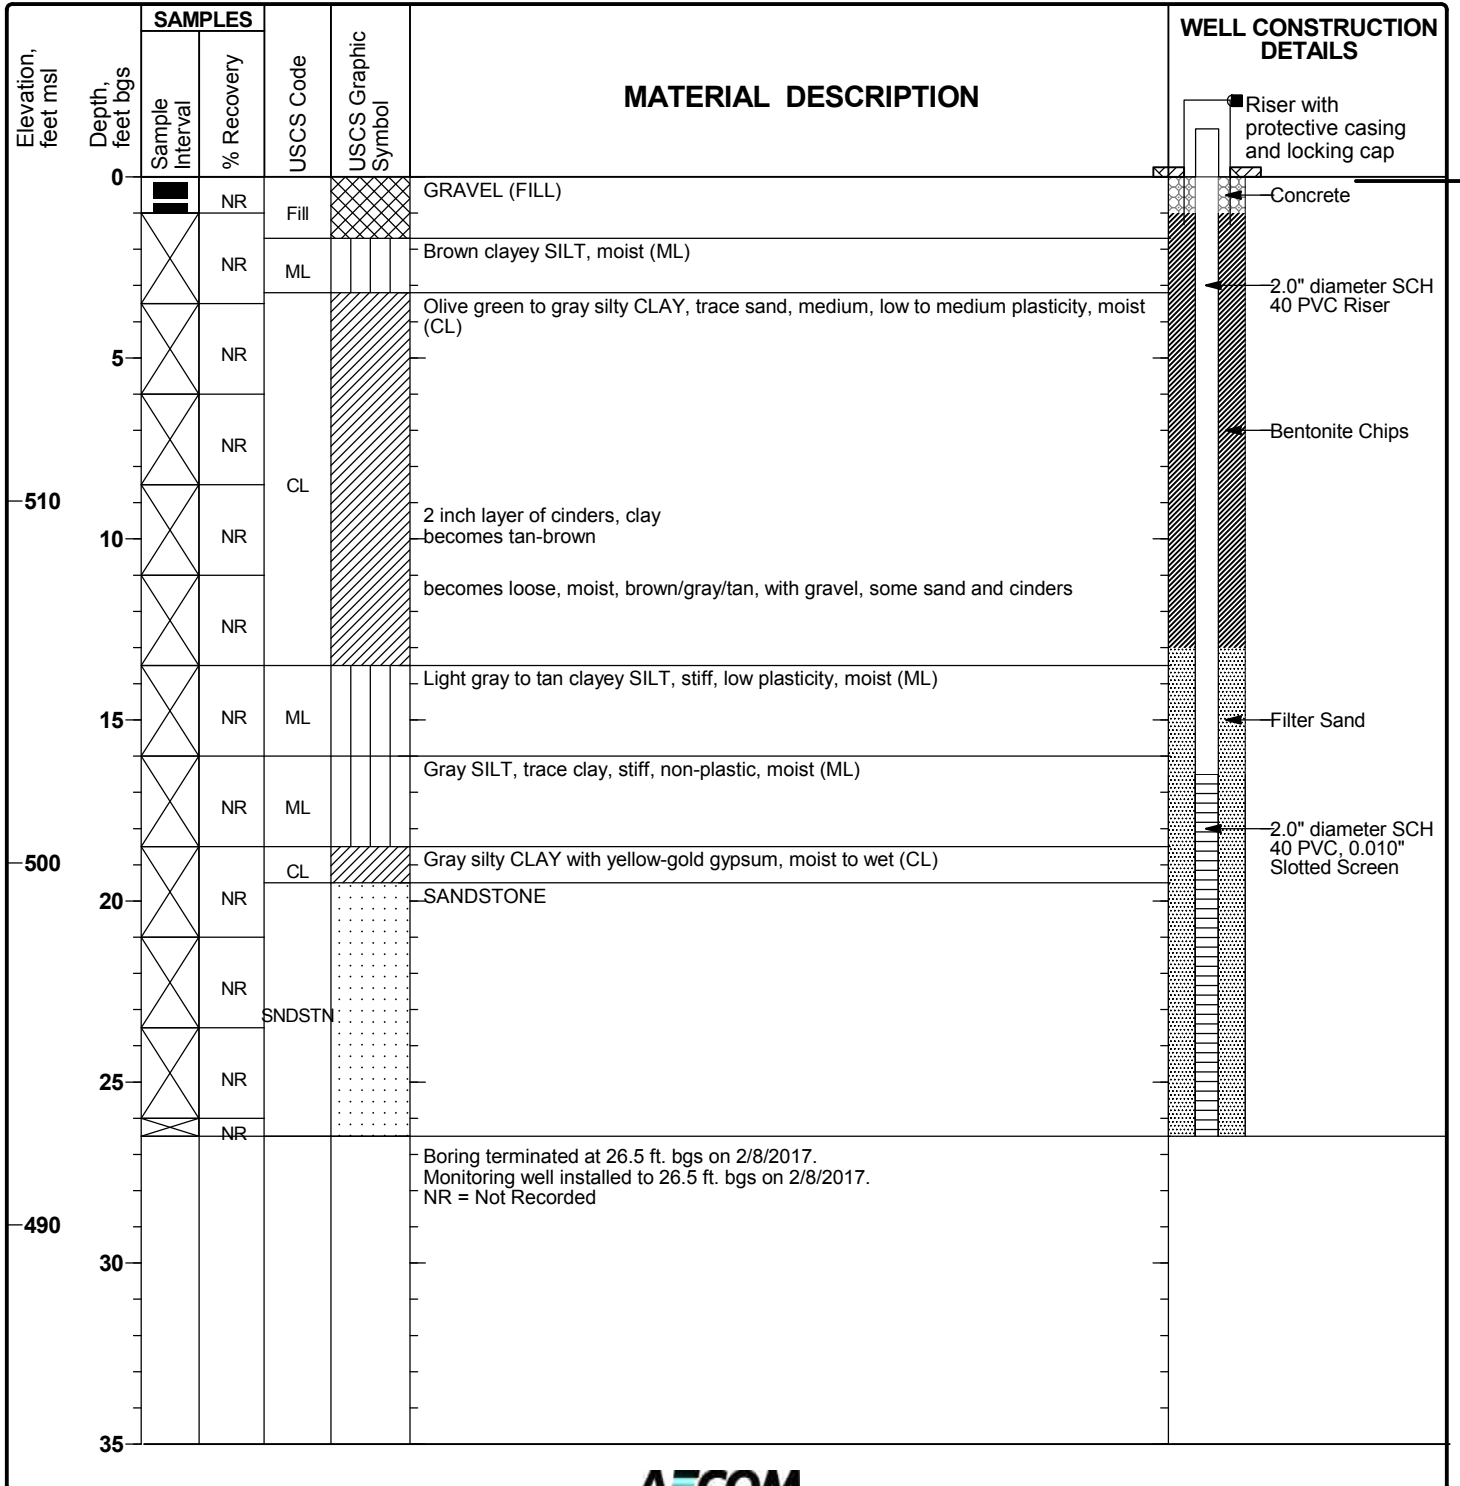 SAMPLES
WELL CONSTRUCTION
DETAILS
Elevation,
feet msl
Depth,
feet bgs
Sample
Interval
% Recovery
USCS Code
USCS Graphic
Symbol
MATERIAL DESCRIPTION
Riser with
protective casing
and locking cap
0
NR
Fill
GRAVEL (FILL)
Concrete
NR
ML
Brown clayey SILT, moist (ML)
2.0" diameter SCH
40 PVC Riser
Olive green to gray silty CLAY, trace sand, medium, low to medium plasticity, moist
(CL)
5
NR
NR
Bentonite Chips
CL
510
2 inch layer of cinders, clay
becomes tan-brown
10
NR
becomes loose, moist, brown/gray/tan, with gravel, some sand and cinders
NR
Light gray to tan clayey SILT, stiff, low plasticity, moist (ML)
15
NR
ML
Filter Sand
Gray SILT, trace clay, stiff, non-plastic, moist (ML)
NR
ML
2.0" diameter SCH
40 PVC, 0.010"
Slotted Screen
500
CL
Gray silty CLAY with yellow-gold gypsum, moist to wet (CL)
20
NR
SANDSTONE
NR
SNDSTN
25
NR
NR
Boring terminated at 26.5 ft. bgs on 2/8/2017.
Monitoring well installed to 26.5 ft. bgs on 2/8/2017.
NR = Not Recorded
490
30
35
AECOM